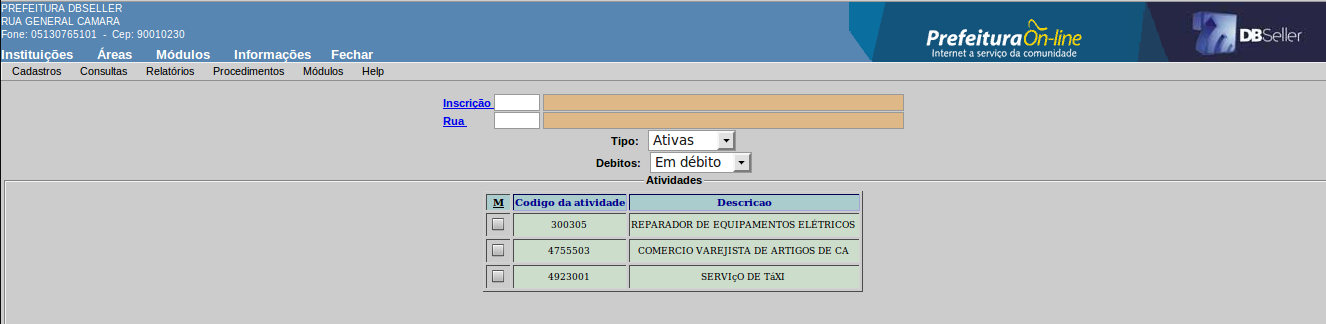 PREFEITURA DBSELLER
RUA GENERAL CAMARA
Fone: 05130765101 - Cep: 90010230
Prefeitura On-line
Internet a serviço da comunidade
DBSeller
Instituições Áreas Módulos Informações Fechar
Cadastros Consultas Relatórios Procedimentos Módulos Help
Inscrição
Rua
Tipo: Ativas
Debitos: Em débito
Atividades
M Codigo da atividade Descricao
300305 REPARADOR DE EQUIPAMENTOS ELÉTRICOS
4755503 COMERCIO VAREJISTA DE ARTIGOS DE CA
4923001 SERVIçO DE TáXI